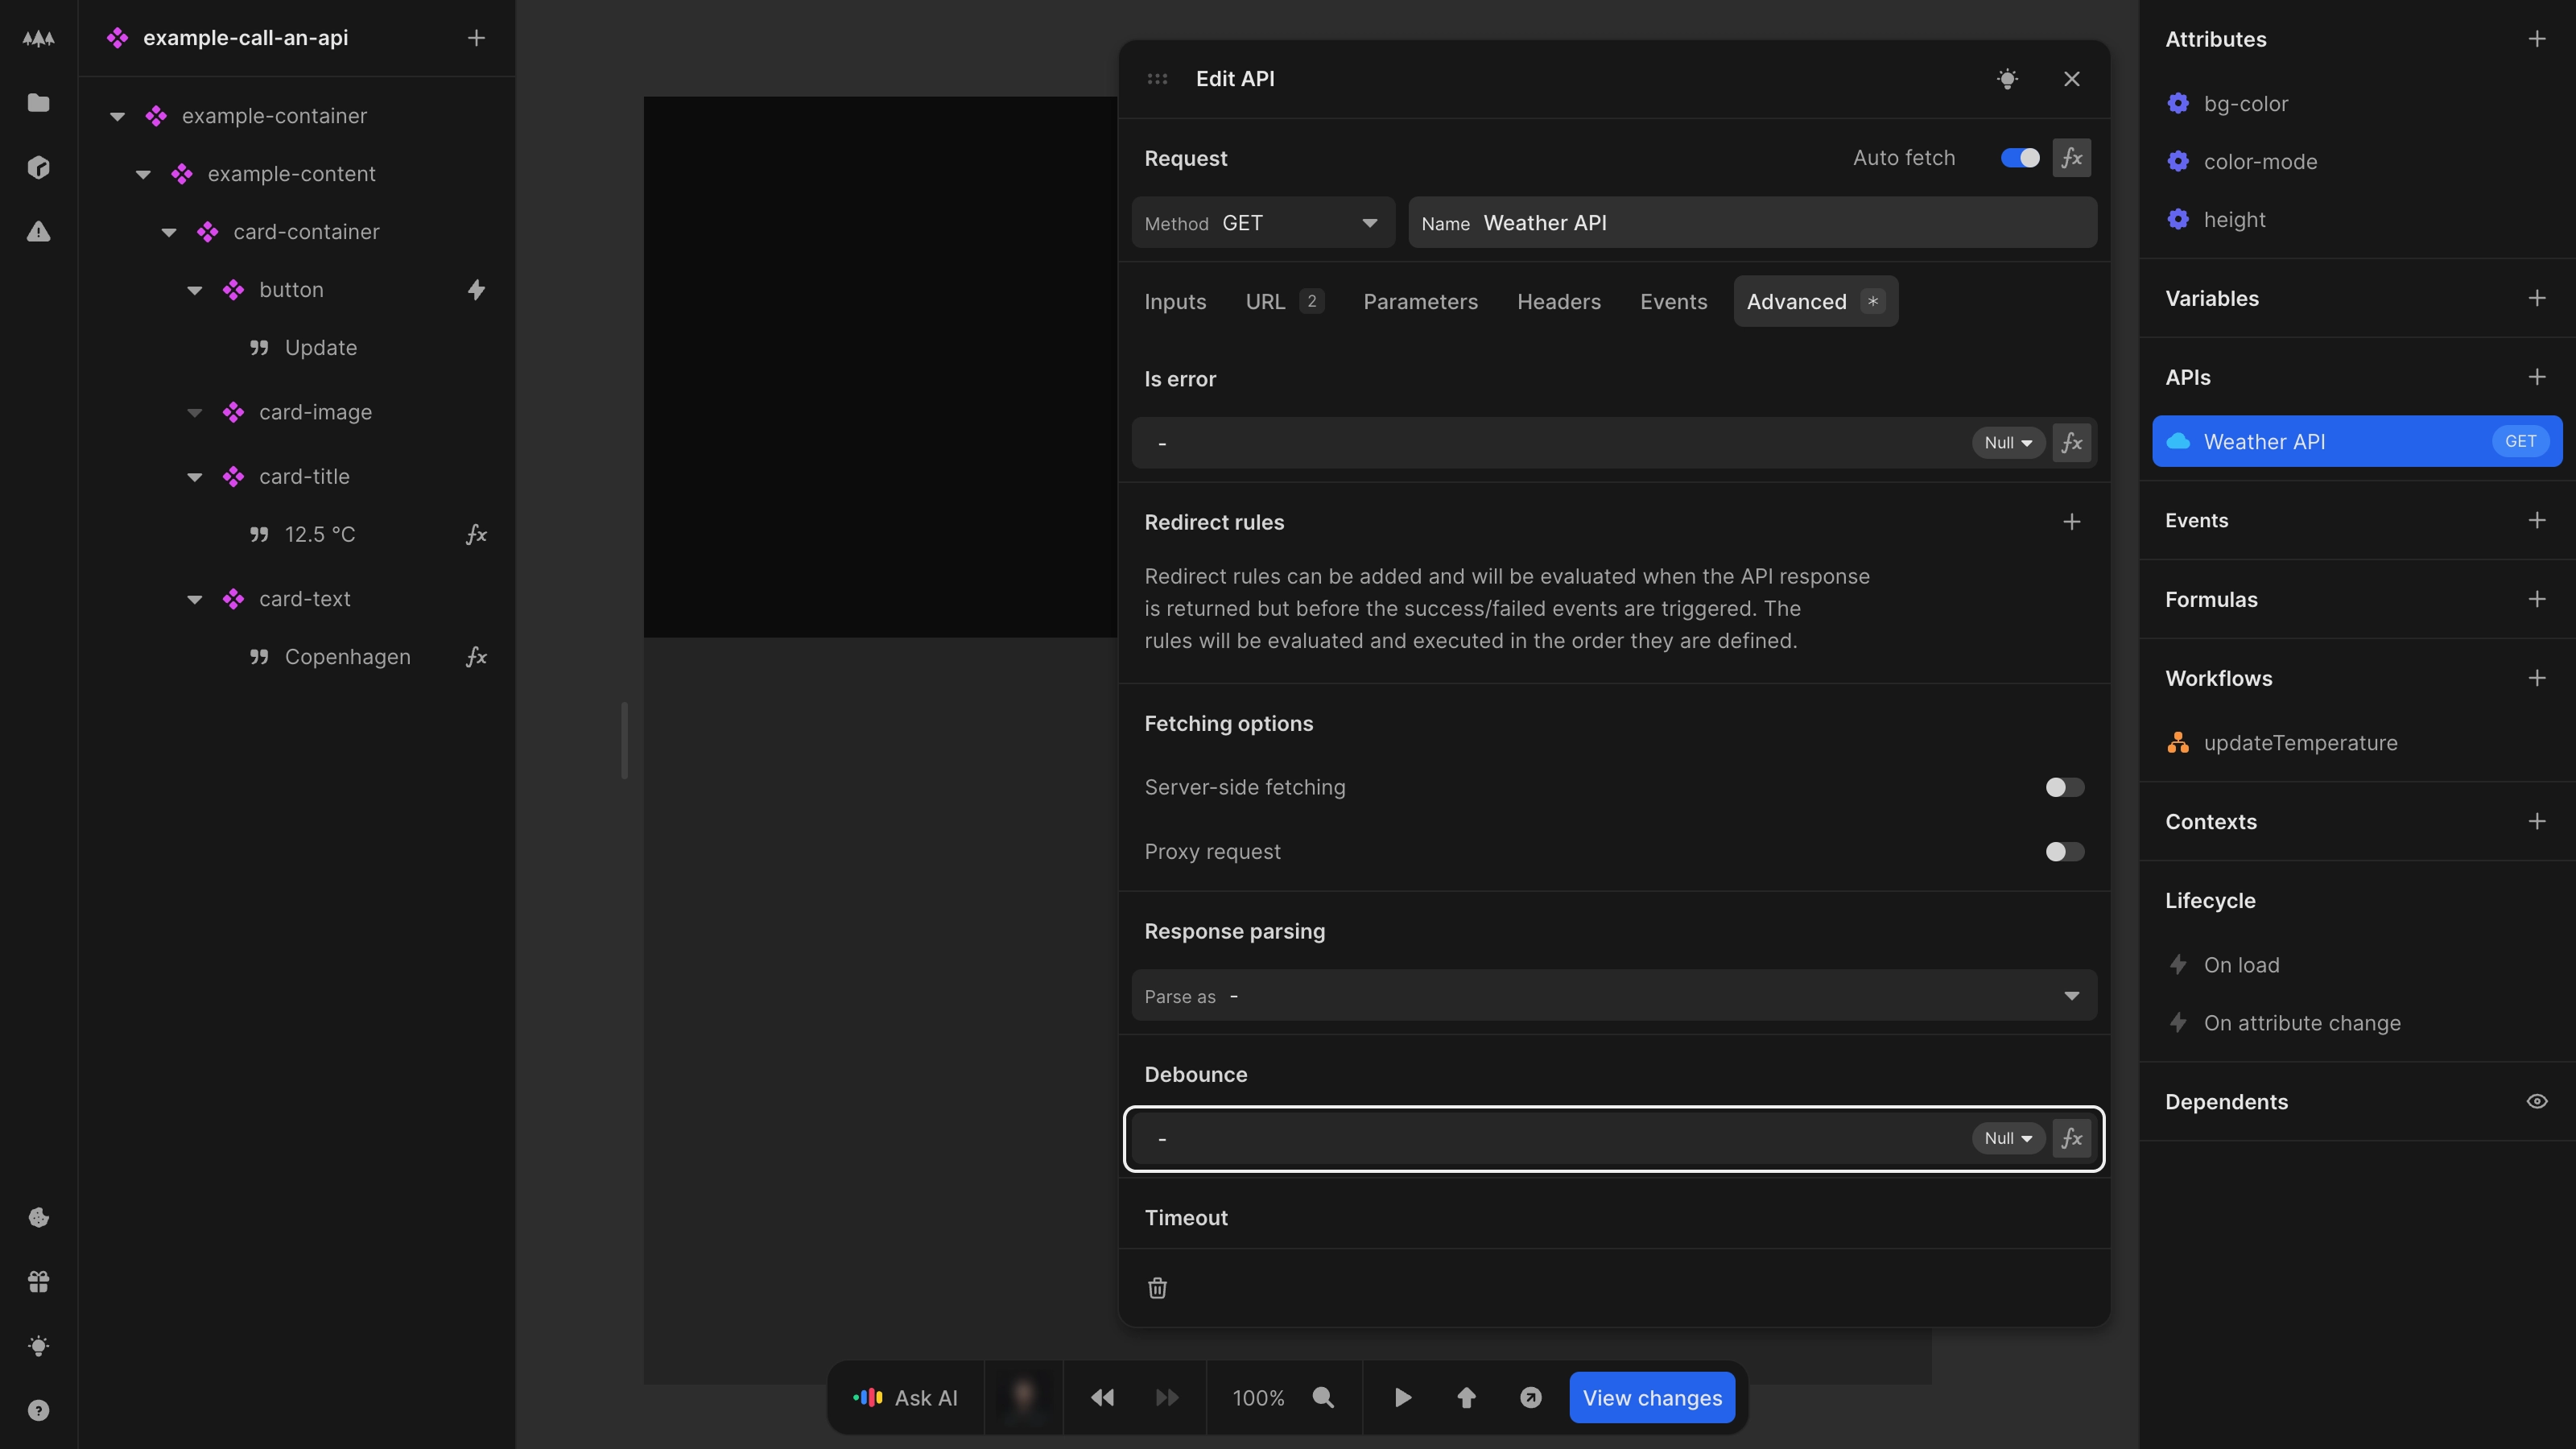 example-call-an-api
example-container
example-content
card-container
button
Update
card-image
card-title
12.5 °C
card-text
Copenhagen
Edit API
Request
Auto fetch
Method GET
Name Weather API
Inputs
URL 2
Parameters
Headers
Events
Advanced *
Is error
-
Null
fx
Redirect rules
Redirect rules can be added and will be evaluated when the API response
is returned but before the success/failed events are triggered. The
rules will be evaluated and executed in the order they are defined.
Fetching options
Server-side fetching
Proxy request
Response parsing
Parse as -
Debounce
-
Null
fx
Timeout
Ask AI
100%
View changes
Attributes
bg-color
color-mode
height
Variables
APIs
Weather API GET
Events
Formulas
Workflows
updateTemperature
Contexts
Lifecycle
On load
On attribute change
Dependents